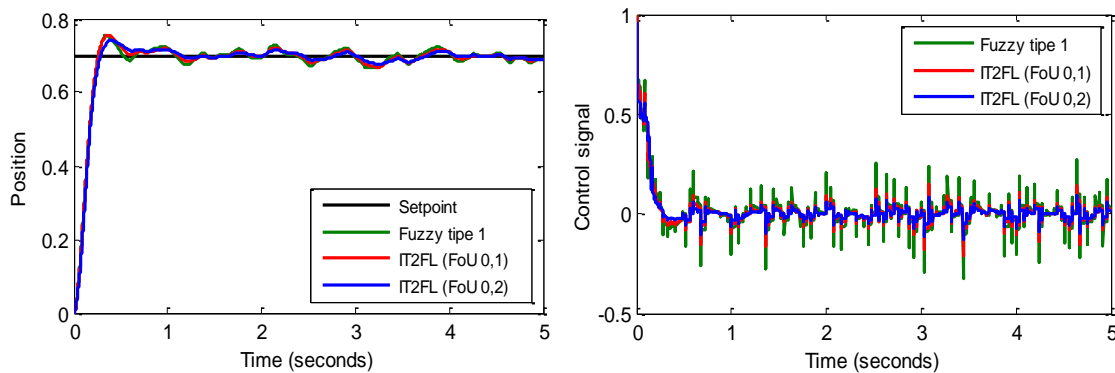 0.8
0.6
0.4
0.2
0
Position
Setpoint
Fuzzy tipe 1
IT2FL (FoU 0,1)
IT2FL (FoU 0,2)
0 1 2 3 4 5
Time (seconds)
1
0.5
0
-0.5
Control signal
Fuzzy tipe 1
IT2FL (FoU 0,1)
IT2FL (FoU 0,2)
0 1 2 3 4 5
Time (seconds)